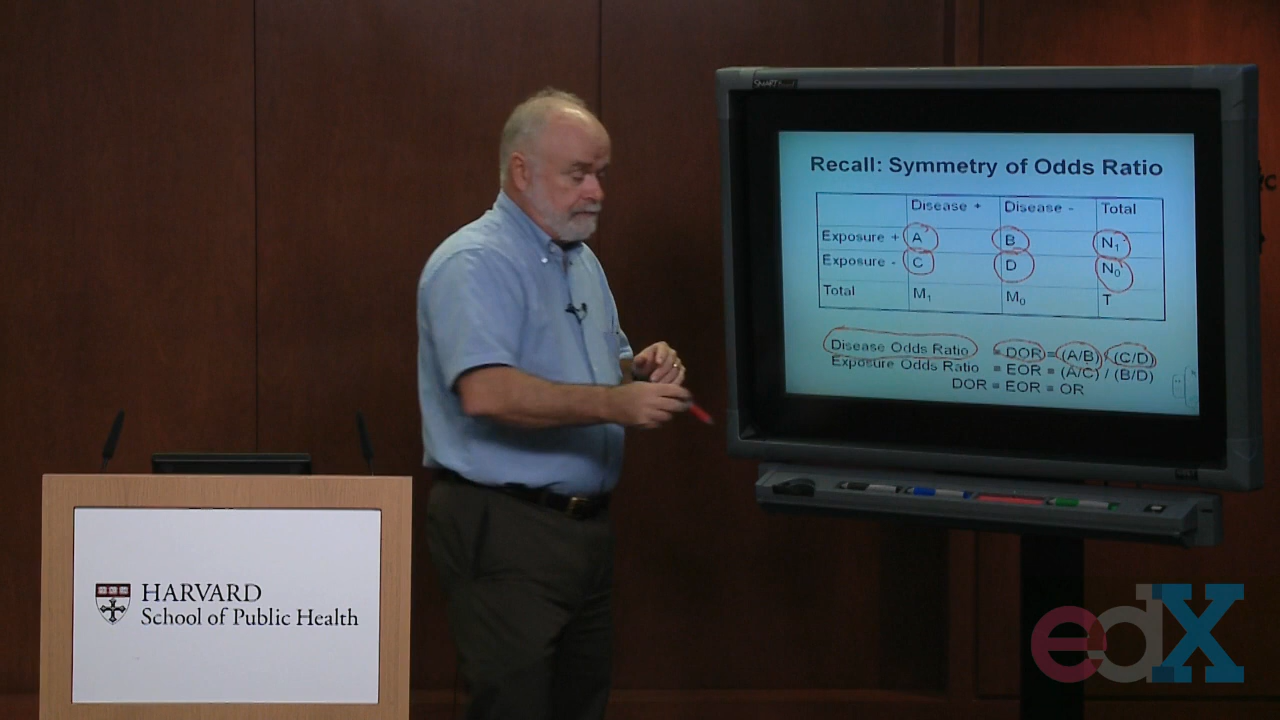 SMART
Recall: Symmetry of Odds Ratio
Disease + Disease - Total
Exposure + A B N₁
Exposure - C D N₀
Total M₁ M₀ T
Disease Odds Ratio = DOR = (A/B) / (C/D)
Exposure Odds Ratio = EOR = (A/C) / (B/D)
DOR = EOR = OR
HARVARD
School of Public Health
edX